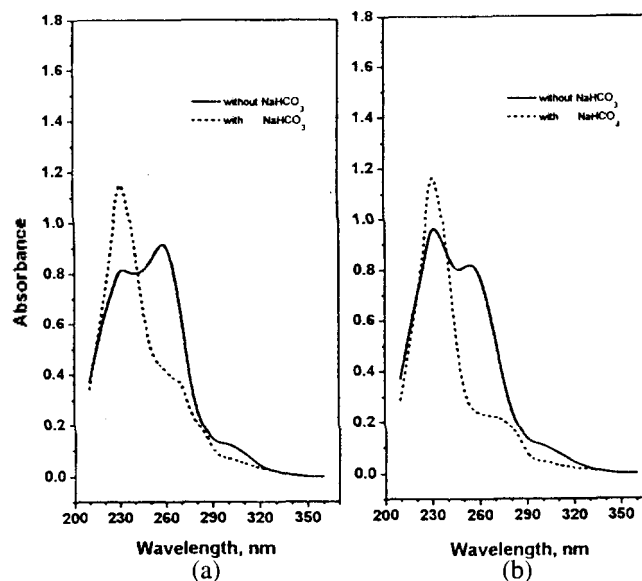 1.8
1.6
1.4
1.2
1.0
0.8
0.6
0.4
0.2
0.0
Absorbance
without NaHCO3
with NaHCO3
200 230 260 290 320 350
Wavelength, nm
(a)
1.8
1.6
1.4
1.2
1.0
0.8
0.6
0.4
0.2
0.0
without NaHCO3
with NaHCO4
200 230 260 290 320 350
Wavelength, nm
(b)